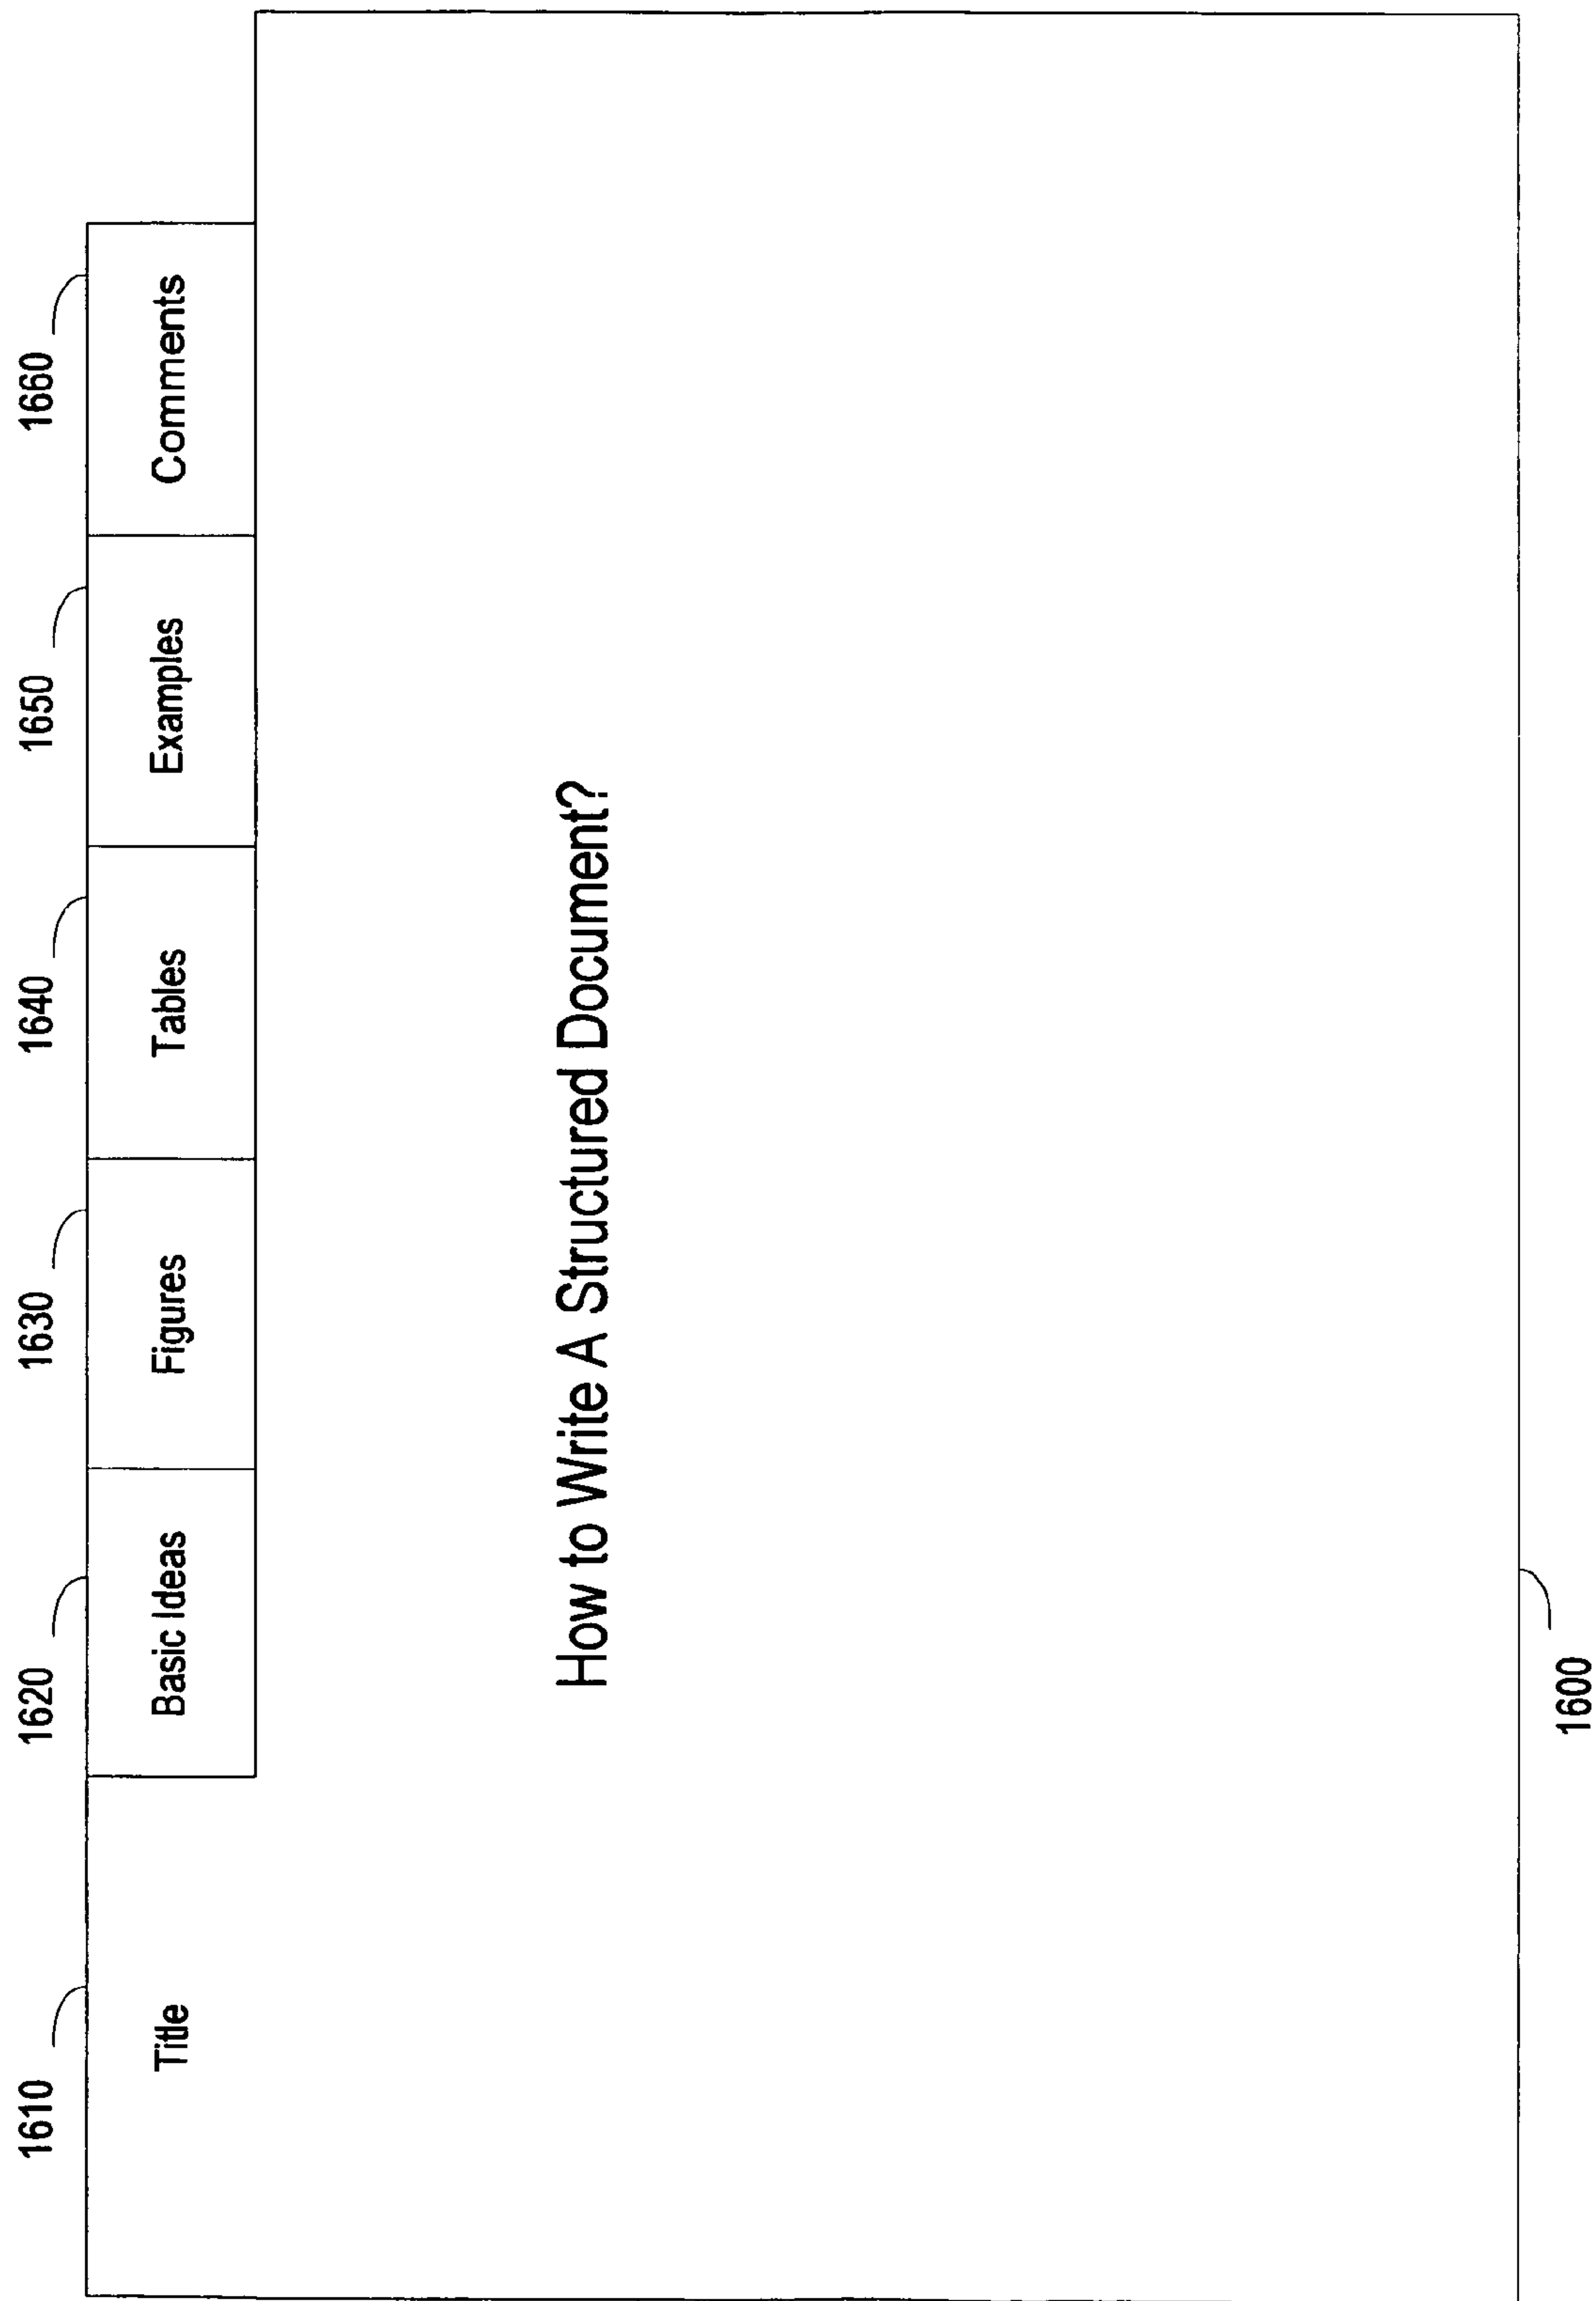 1610 1620 1630 1640 1650 1660
Title Basic Ideas Figures Tables Examples Comments
How to Write A Structured Document?
1600